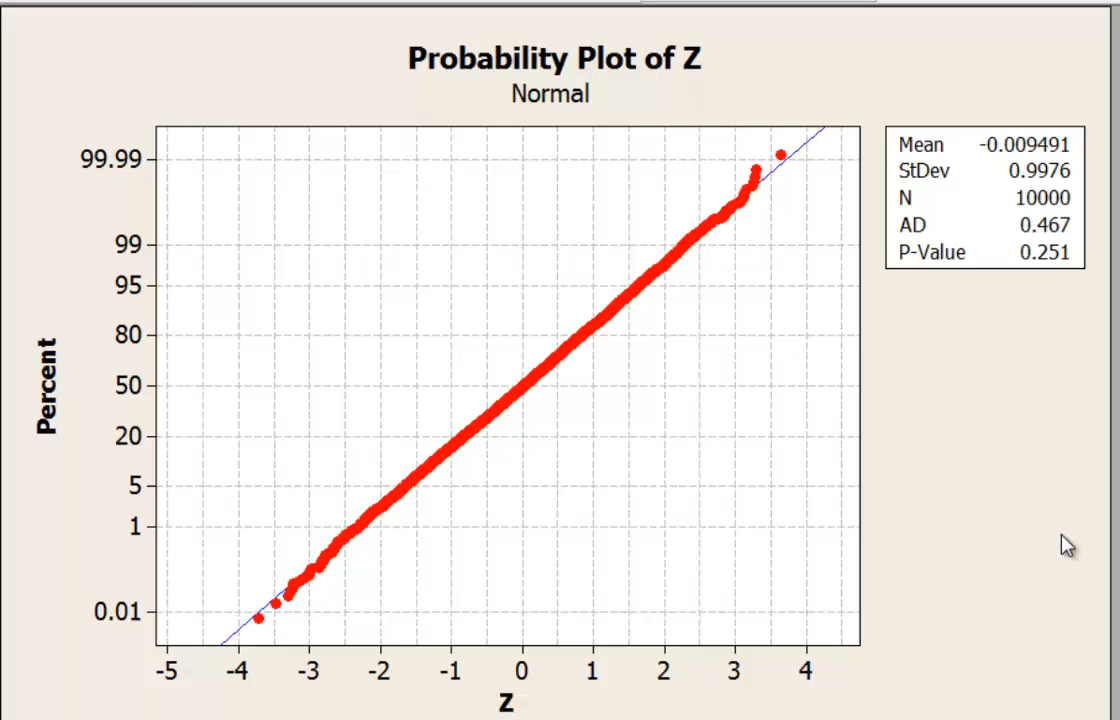 Probability Plot of Z
Normal
Mean -0.009491
StDev 0.9976
N 10000
AD 0.467
P-Value 0.251
99.99
99
95
80
50
20
5
1
0.01
Percent
-5 -4 -3 -2 -1 0 1 2 3 4
Z